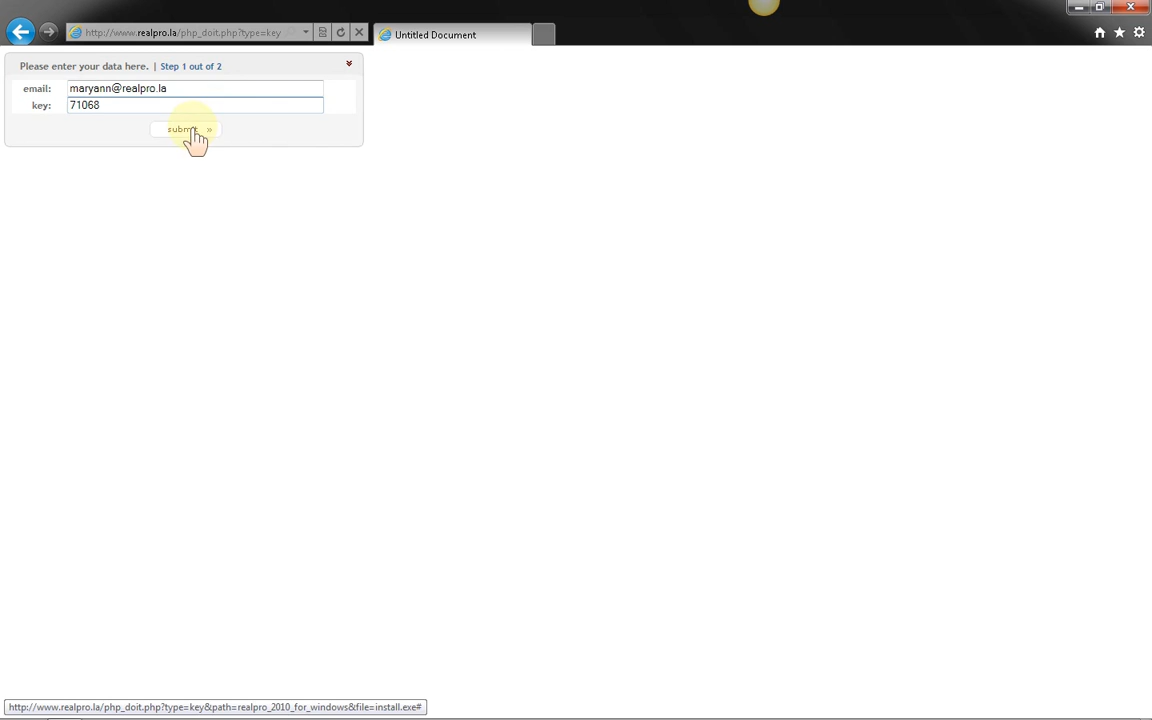 http://www.realpro.la/php_doit.php?type=key
Untitled Document
Please enter your data here. | Step 1 out of 2
email: maryann@realpro.la
key: 71068
submit »
http://www.realpro.la/php_doit.php?type=key&path=realpro_2010_for_windows&file=install.exe#